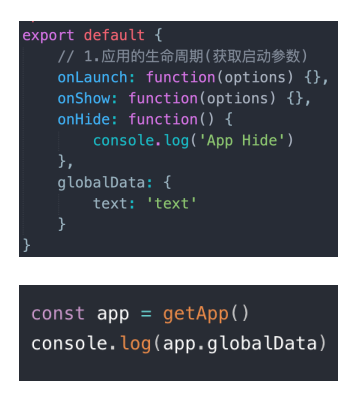 export default {
    // 1.应用的生命周期(获取启动参数)
    onLaunch: function(options) {},
    onShow: function(options) {},
    onHide: function() {
        console.log('App Hide')
    },
    globalData: {
        text: 'text'
    }
}
const app = getApp()
console.log(app.globalData)